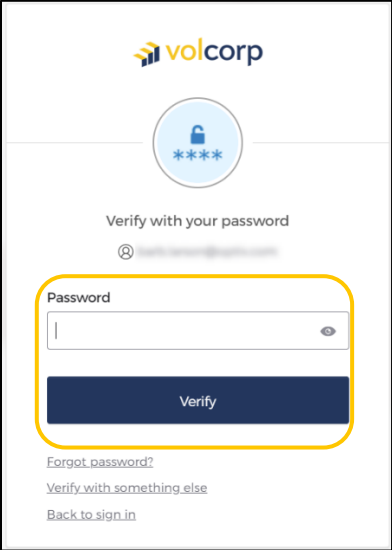 volcorp
****
Verify with your password
Password
Verify
Forgot password?
Verify with something else
Back to sign in